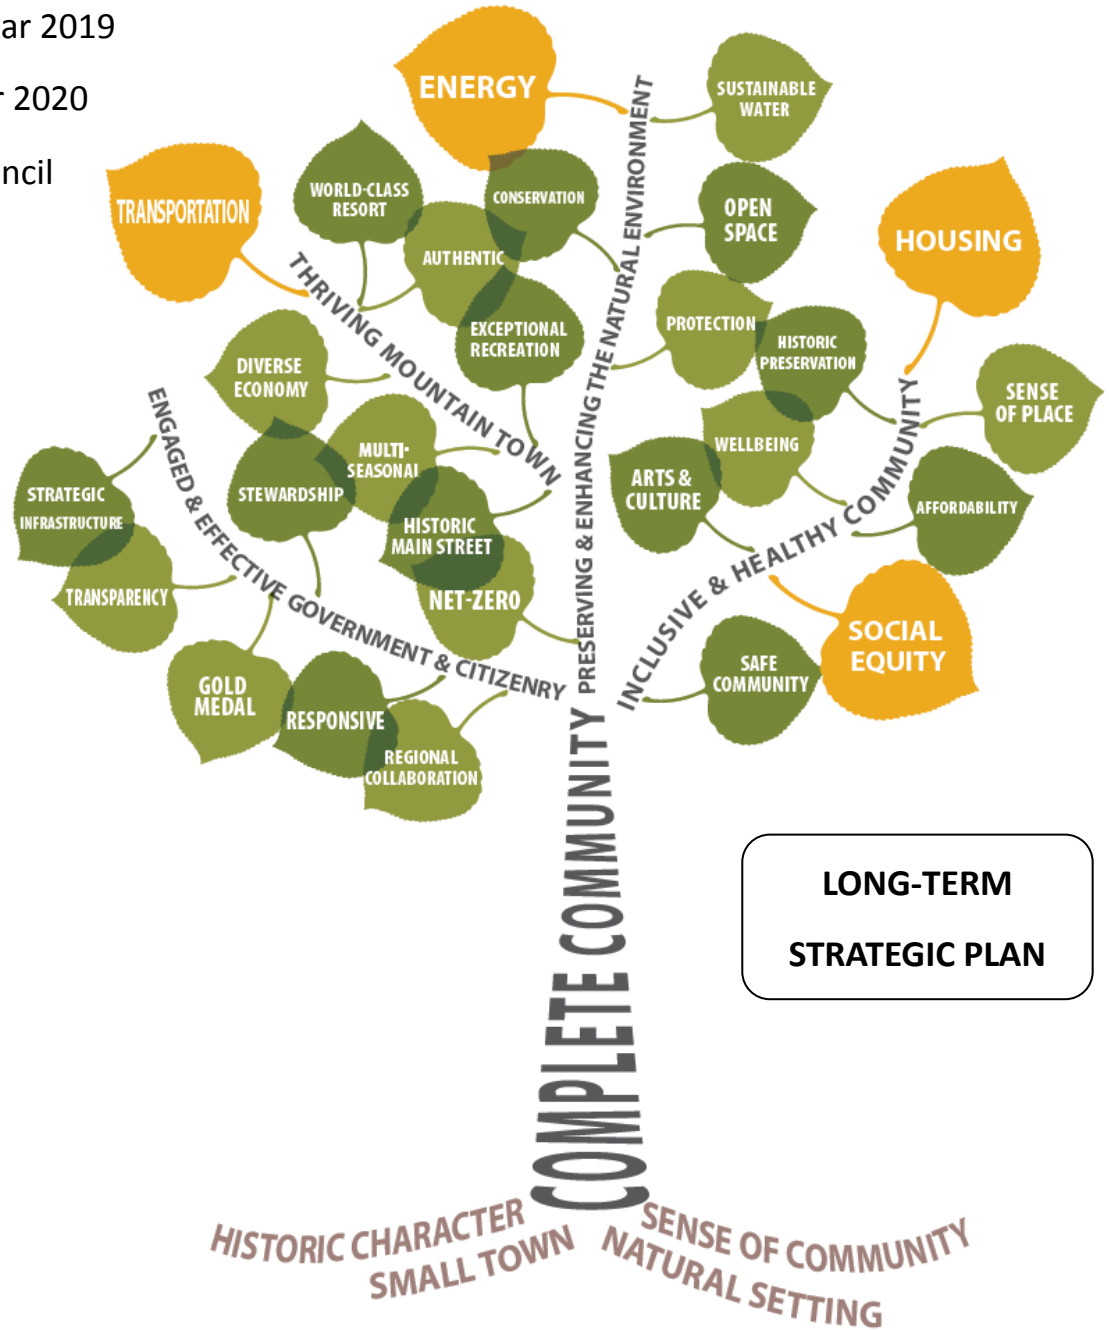 ar 2019
r 2020
ncil
ENERGY
SUSTAINABLE
WATER
TRANSPORTATION
WORLD-CLASS
RESORT
CONSERVATION
AUTHENTIC
OPEN
SPACE
HOUSING
EXCEPTIONAL
RECREATION
PROTECTION
HISTORIC
PRESERVATION
SENSE
OF PLACE
DIVERSE
ECONOMY
MULTI-
SEASONAL
STEWARDSHIP
WELLBEING
ARTS &
CULTURE
AFFORDABILITY
STRATEGIC
INFRASTRUCTURE
HISTORIC
MAIN STREET
TRANSPARENCY
NET-ZERO
SOCIAL
EQUITY
SAFE
COMMUNITY
GOLD
MEDAL
RESPONSIVE
REGIONAL
COLLABORATION
THRIVING MOUNTAIN TOWN
PRESERVING & ENHANCING THE NATURAL ENVIRONMENT
ENGAGED & EFFECTIVE GOVERNMENT & CITIZENRY
INCLUSIVE & HEALTHY COMMUNITY
COMPLETE COMMUNITY
LONG-TERM
STRATEGIC PLAN
HISTORIC CHARACTER
SMALL TOWN
SENSE OF COMMUNITY
NATURAL SETTING